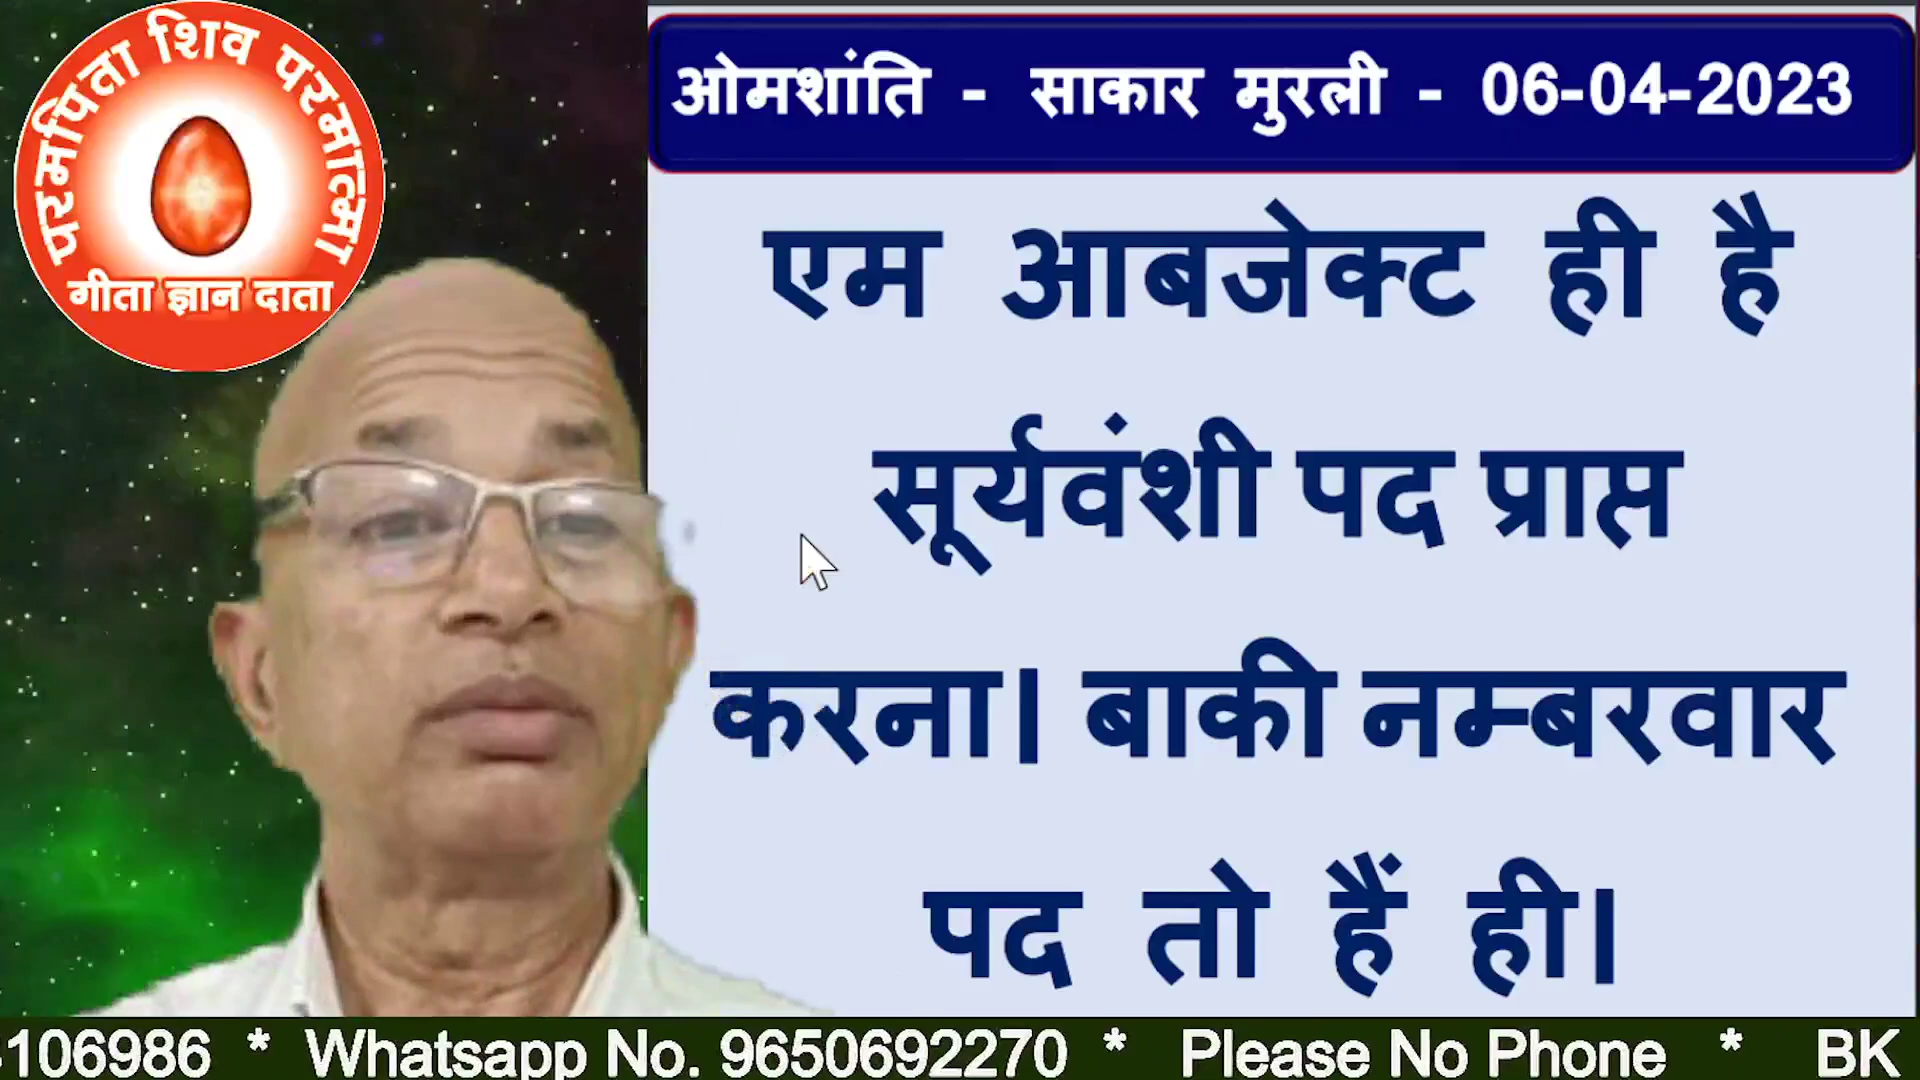 परमपिता शिव परमात्मा
गीता ज्ञान दाता
ओमशांति - साकार मुरली - 06-04-2023
एम आबजेक्ट ही है
सूर्यवंशी पद प्राप्त
करना। बाकी नम्बरवार
पद तो हैं ही।
106986 * Whatsapp No. 9650692270 * Please No Phone * BK